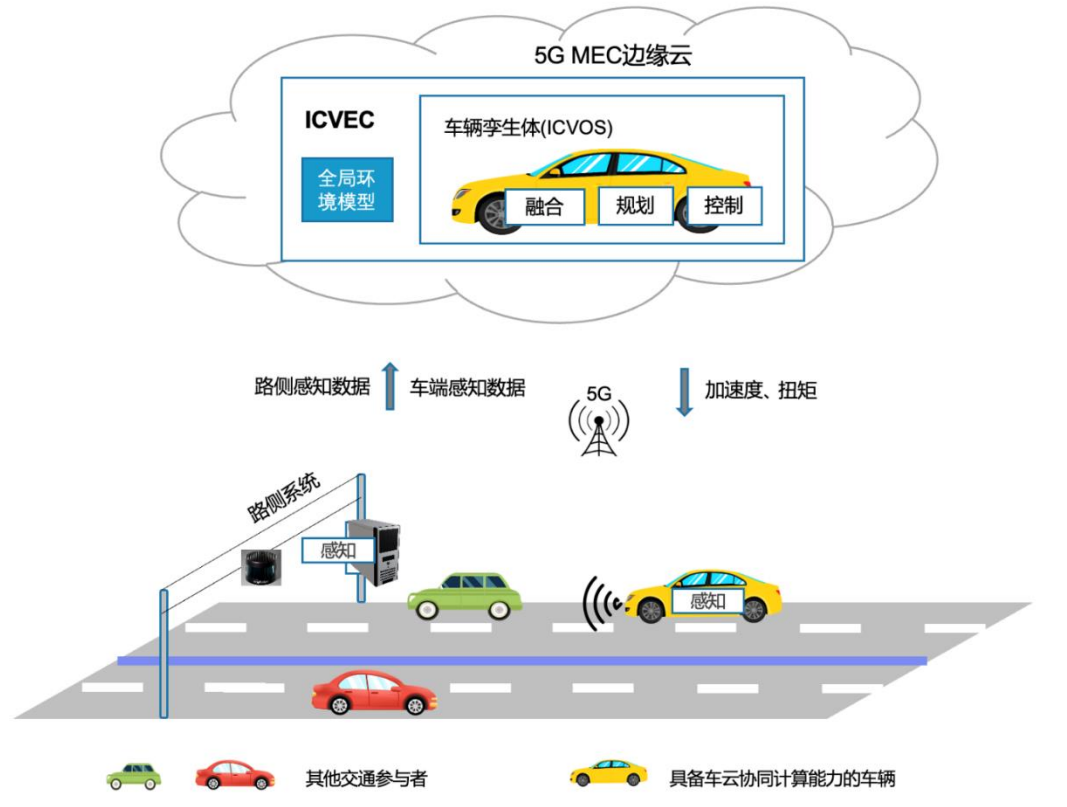 5G MEC边缘云
ICVEC
车辆孪生体(ICVOS)
全局环
境模型
融合
规划
控制
路侧感知数据
车端感知数据
5G
加速度、扭矩
路侧系统
感知
感知
其他交通参与者
具备车云协同计算能力的车辆